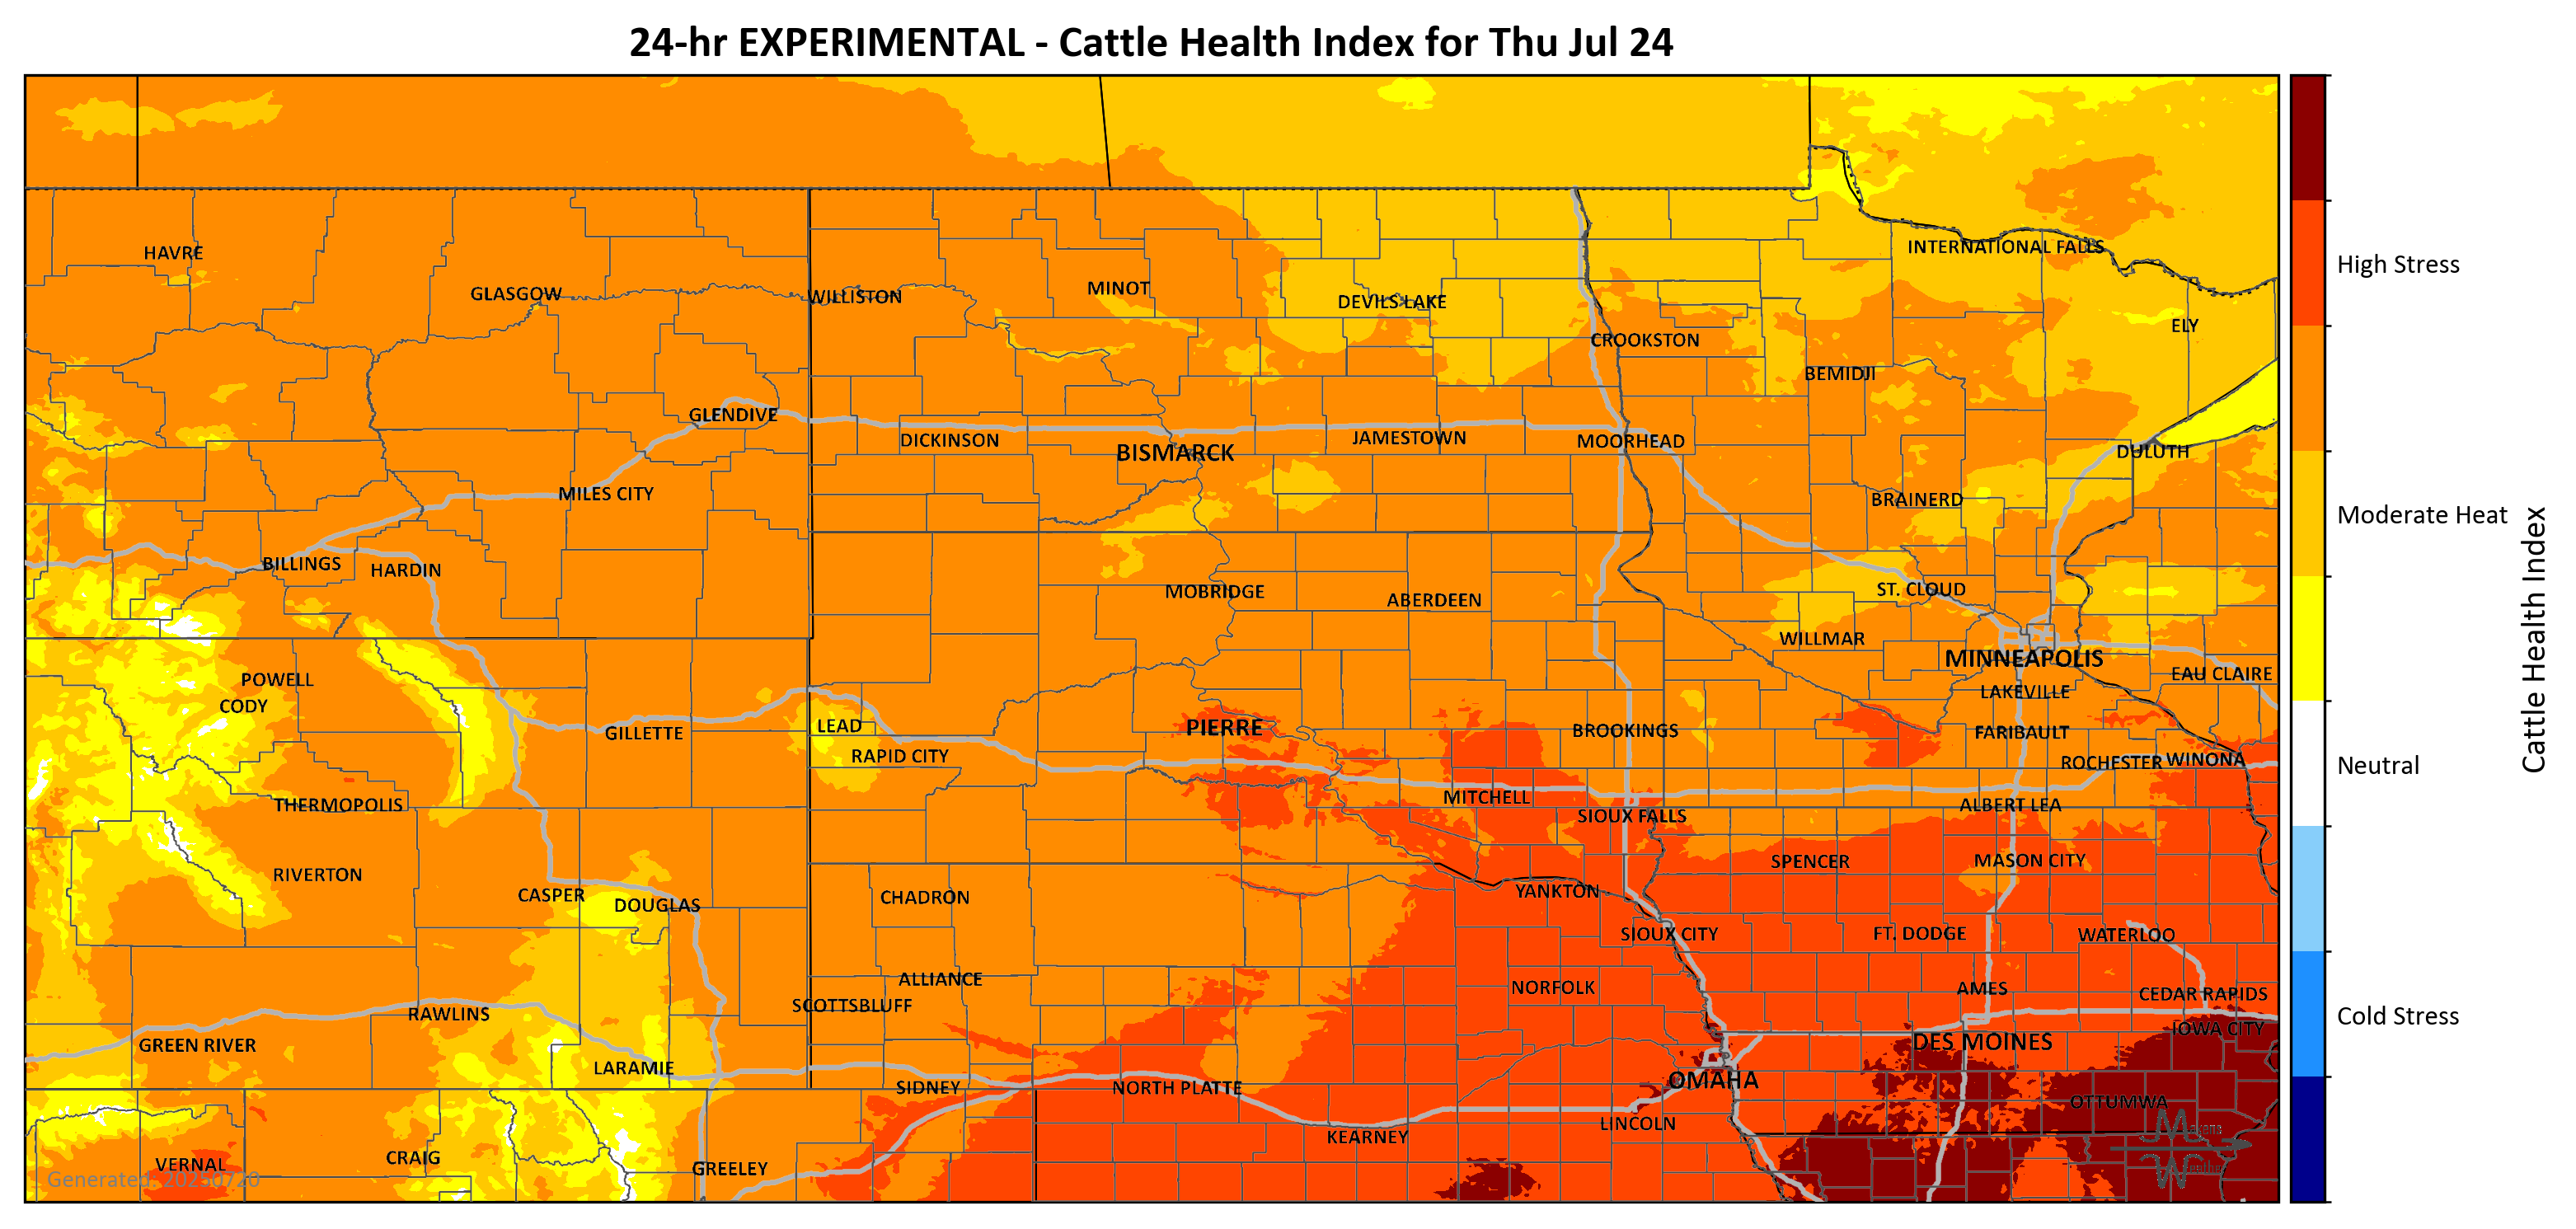 24-hr EXPERIMENTAL - Cattle Health Index for Thu Jul 24
HAVRE
INTERNATIONAL FALLS
GLASGOW
WILLISTON
MINOT
DEVILS LAKE
ELY
CROOKSTON
BEMIDJI
GLENDIVE
DICKINSON
BISMARCK
JAMESTOWN
MOORHEAD
DULUTH
MILES CITY
BRAINERD
BILLINGS
HARDIN
MOBRIDGE
ABERDEEN
ST. CLOUD
WILLMAR
MINNEAPOLIS
EAU CLAIRE
POWELL
CODY
LAKEVILLE
GILLETTE
LEAD
PIERRE
BROOKINGS
FARIBAULT
RAPID CITY
ROCHESTER
WINONA
THERMOPOLIS
MITCHELL
SIOUX FALLS
ALBERT LEA
RIVERTON
SPENCER
MASON CITY
CASPER
DOUGLAS
CHADRON
YANKTON
SIOUX CITY
FT. DODGE
WATERLOO
ALLIANCE
NORFOLK
AMES
CEDAR RAPIDS
SCOTTSBLUFF
RAWLINS
IOWA CITY
GREEN RIVER
DES MOINES
LARAMIE
SIDNEY
NORTH PLATTE
OMAHA
OTTUMWA
LINCOLN
KEARNEY
VERNAL
CRAIG
GREELEY
Generated: 20250720
High Stress
Moderate Heat
Neutral
Cold Stress
Cattle Health Index